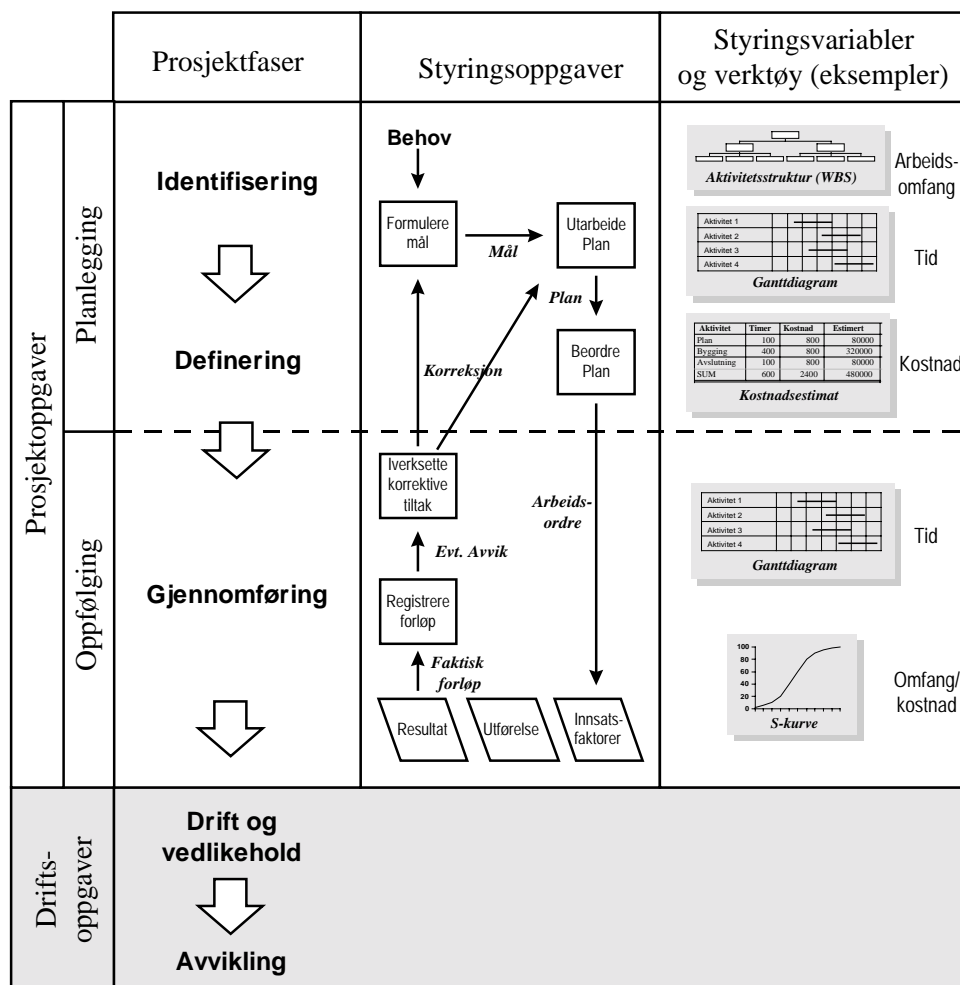 Prosjektfaser
Styringsoppgaver
Styringsvariabler
og verktøy (eksempler)
Prosjektoppgaver
Planlegging
Identifisering
Definering
Behov
Formulere
mål
Mål
Utarbeide
Plan
Plan
Beordre
Plan
Korreksjon
Aktivitetsstruktur (WBS)
Arbeids-
omfang
Aktivitet 1
Aktivitet 2
Aktivitet 3
Aktivitet 4
Ganttdiagram
Tid
Aktivitet Timer Kostnad Estimert
Plan 100 800 80000
Bygging 400 800 320000
Avslutning 100 800 80000
SUM 600 2400 480000
Kostnadsestimat
Kostnad
Oppfølging
Gjennomføring
Iverksette
korrektive
tiltak
Evt. Avvik
Registrere
forløp
Faktisk
forløp
Arbeids-
ordre
Resultat
Utførelse
Innsats-
faktorer
Aktivitet 1
Aktivitet 2
Aktivitet 3
Aktivitet 4
Ganttdiagram
Tid
100
80
60
40
20
0
S-kurve
Omfang/
kostnad
Drifts-
oppgaver
Drift og
vedlikehold
Avvikling